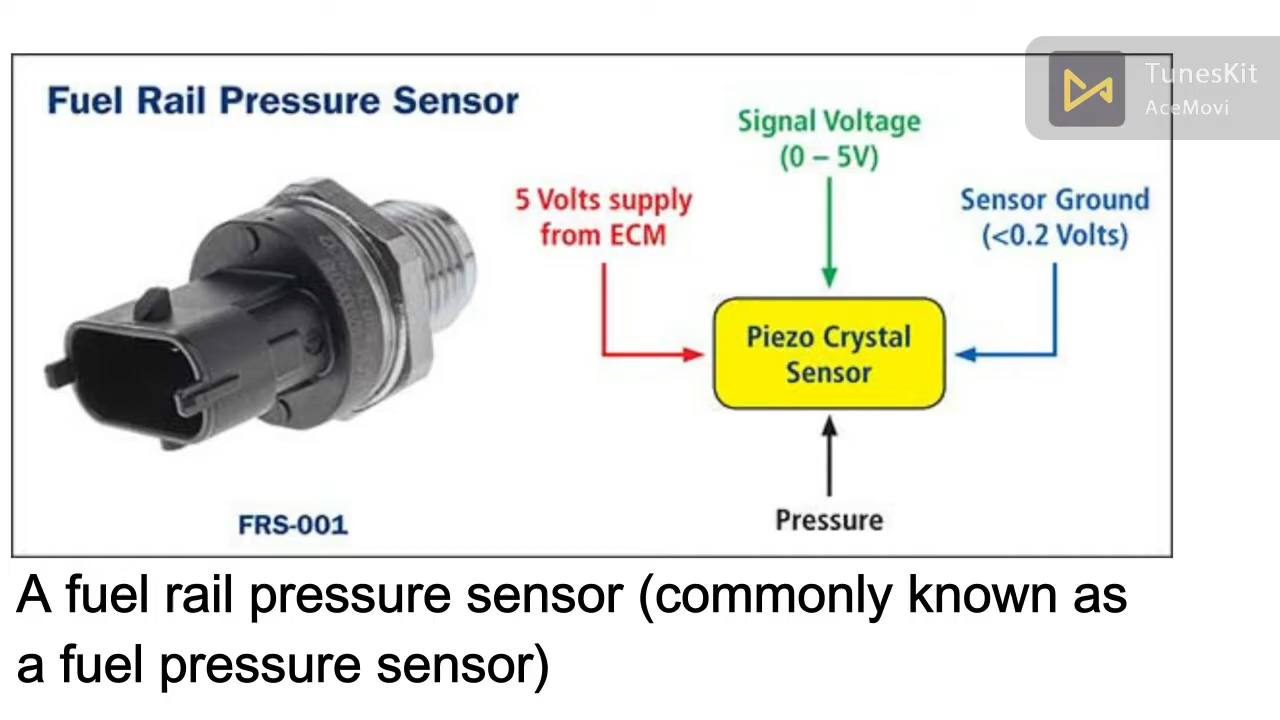 Fuel Rail Pressure Sensor
TunesKit
AceMovi
Signal Voltage
(0 – 5V)
5 Volts supply
from ECM
Sensor Ground
(<0.2 Volts)
Piezo Crystal
Sensor
Pressure
FRS-001
A fuel rail pressure sensor (commonly known as
a fuel pressure sensor)